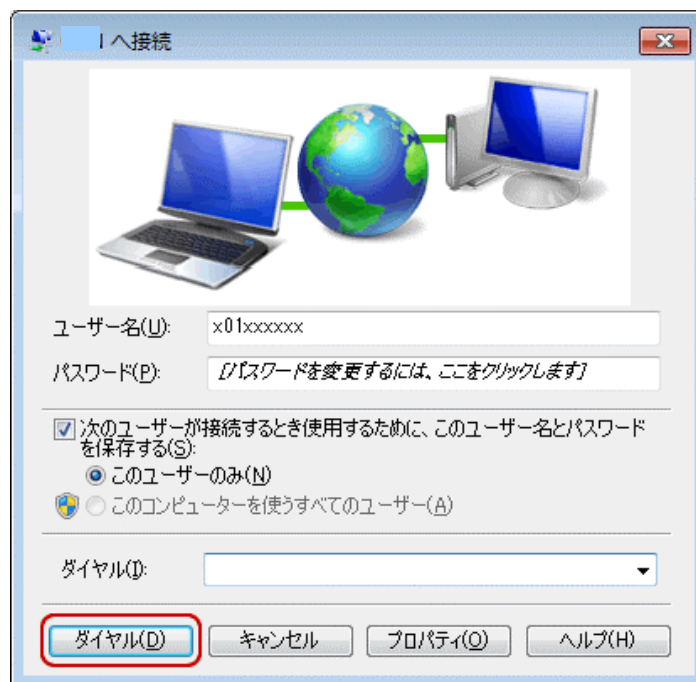 へ接続
ユーザー名(U):
x01xxxxxx
パスワード(P):
[パスワードを変更するには、ここをクリックします]
次のユーザーが接続するとき使用するために、このユーザー名とパスワード
を保存する(S):
このユーザーのみ(N)
このコンピューターを使うすべてのユーザー(A)
ダイヤル(I):
ダイヤル(D)
キャンセル
プロパティ(O)
ヘルプ(H)